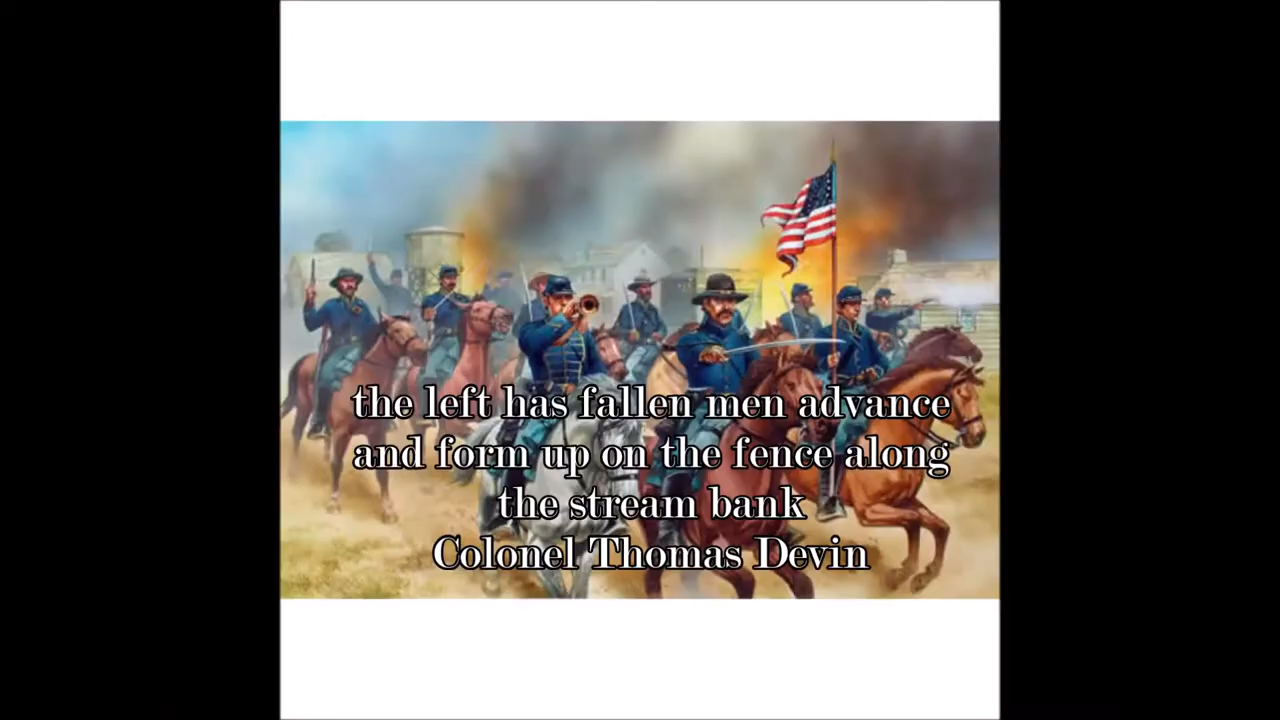 the left has fallen men advance
and form up on the fence along
the stream bank
Colonel Thomas Devin